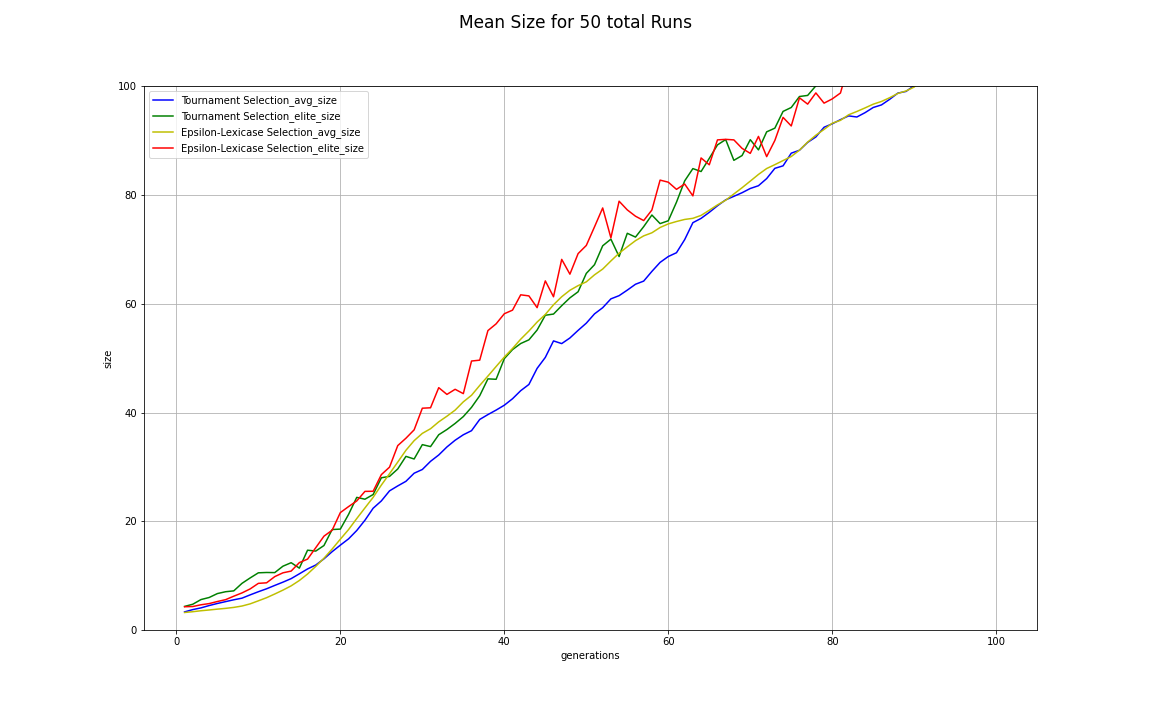 Mean Size for 50 total Runs
100
80
60
40
20
0
size
Tournament Selection_avg_size
Tournament Selection_elite_size
Epsilon-Lexicase Selection_avg_size
Epsilon-Lexicase Selection_elite_size
0 20 40 60 80 100
generations